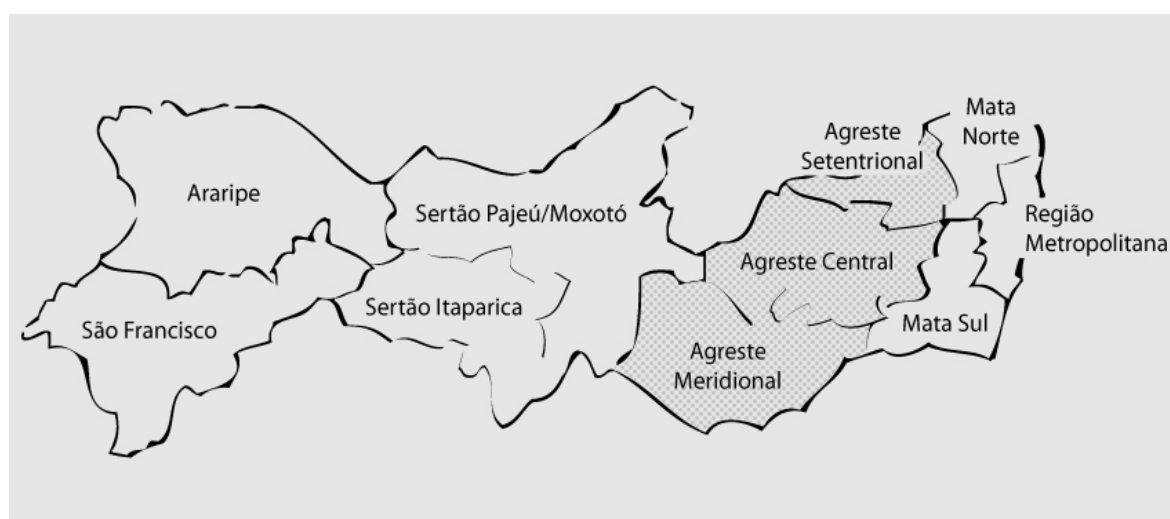 Mata
Norte
Agreste
Setentrional
Araripe
Sertão Pajeú/Moxotó
Região
Metropolitana
Agreste Central
Sertão Itaparica
São Francisco
Mata Sul
Agreste
Meridional